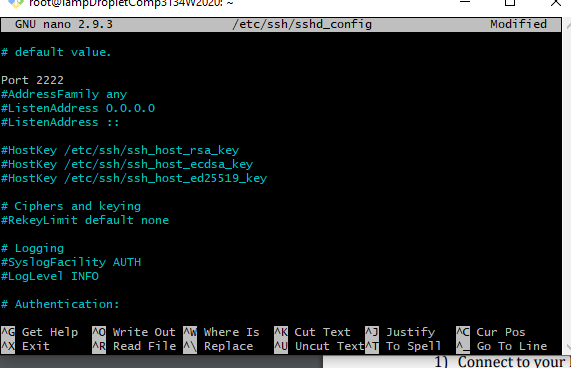 root@lampDropletComp3134W2020: ~
GNU nano 2.9.3 /etc/ssh/sshd_config Modified
# default value.
Port 2222
#AddressFamily any
#ListenAddress 0.0.0.0
#ListenAddress ::
#HostKey /etc/ssh/ssh_host_rsa_key
#HostKey /etc/ssh/ssh_host_ecdsa_key
#HostKey /etc/ssh/ssh_host_ed25519_key
# Ciphers and keying
#RekeyLimit default none
# Logging
#SyslogFacility AUTH
#LogLevel INFO
# Authentication:
^G Get Help ^O Write Out ^W Where Is ^K Cut Text ^J Justify ^C Cur Pos
^X Exit ^R Read File ^\ Replace ^U Uncut Text ^T To Spell ^_ Go To Line
1) Connect to your